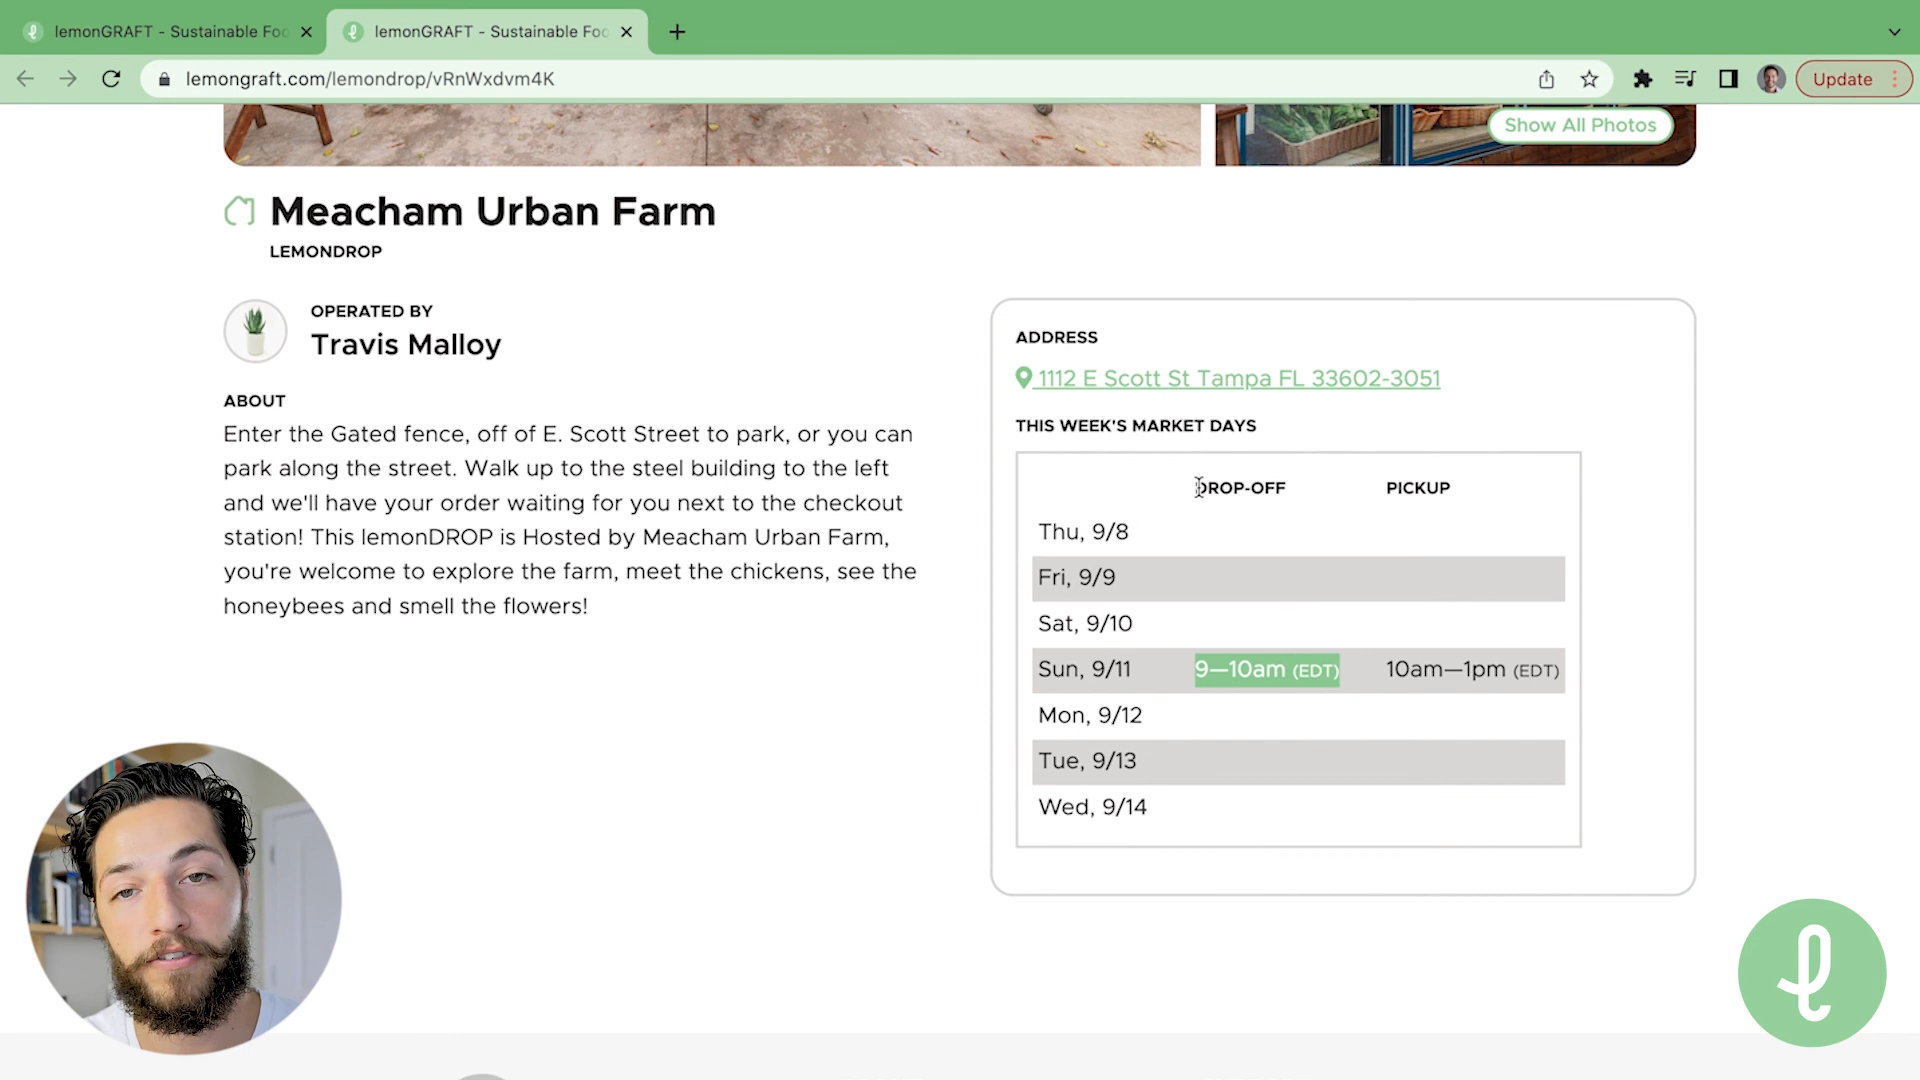 lemonGRAFT - Sustainable Foo
lemonGRAFT - Sustainable Foo
lemongraft.com/lemondrop/vRnWxdvm4K
Update
Show All Photos
Meacham Urban Farm
LEMONDROP
OPERATED BY
Travis Malloy
ABOUT
Enter the Gated fence, off of E. Scott Street to park, or you can
park along the street. Walk up to the steel building to the left
and we'll have your order waiting for you next to the checkout
station! This lemonDROP is Hosted by Meacham Urban Farm,
you're welcome to explore the farm, meet the chickens, see the
honeybees and smell the flowers!
ADDRESS
1112 E Scott St Tampa FL 33602-3051
THIS WEEK'S MARKET DAYS
DROP-OFF PICKUP
Thu, 9/8
Fri, 9/9
Sat, 9/10
Sun, 9/11 9—10am (EDT) 10am—1pm (EDT)
Mon, 9/12
Tue, 9/13
Wed, 9/14